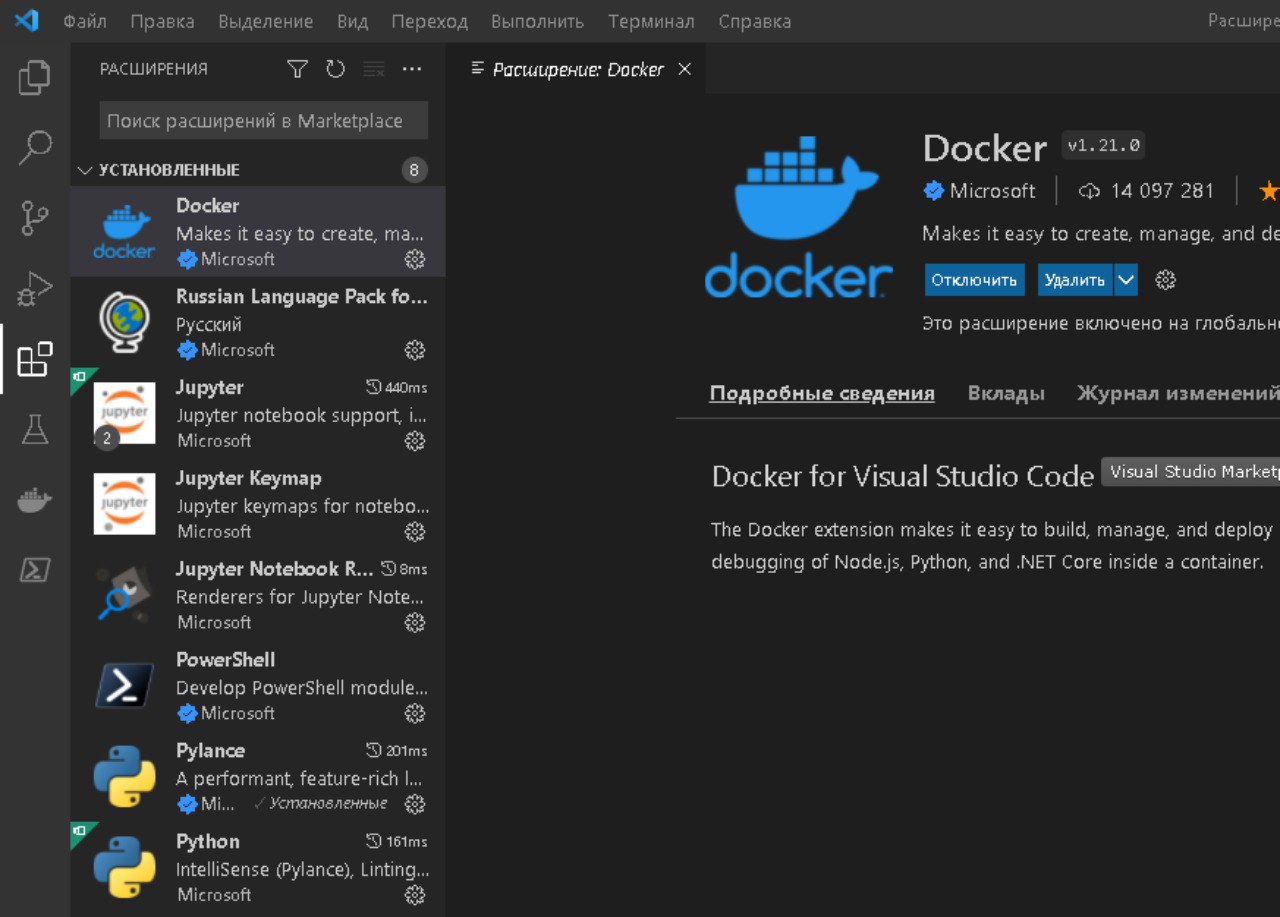 Файл Правка Выделение Вид Переход Выполнить Терминал Справка
РАСШИРЕНИЯ
Расширение: Docker
Поиск расширений в Marketplace
УСТАНОВЛЕННЫЕ 8
docker
Docker
Makes it easy to create, ma...
Microsoft
Russian Language Pack fo...
Русский
Microsoft
jupyter
2
Jupyter 440ms
Jupyter notebook support, i...
Microsoft
jupyter
Jupyter Keymap
Jupyter keymaps for notebo...
Microsoft
Jupyter Notebook R... 8ms
Renderers for Jupyter Note...
Microsoft
PowerShell
Develop PowerShell module...
Microsoft
Pylance 201ms
A performant, feature-rich l...
Mi... ✓ Установленные
Python 161ms
IntelliSense (Pylance), Linting...
Microsoft
docker
Docker v1.21.0
Microsoft 14 097 281
Makes it easy to create, manage, and
Отключить Удалить
Это расширение включено на
Подробные сведения Вклады Журнал изменений
Docker for Visual Studio Code Visual Studio
The Docker extension makes it easy to build, manage, and deploy
debugging of Node.js, Python, and .NET Core inside a container.